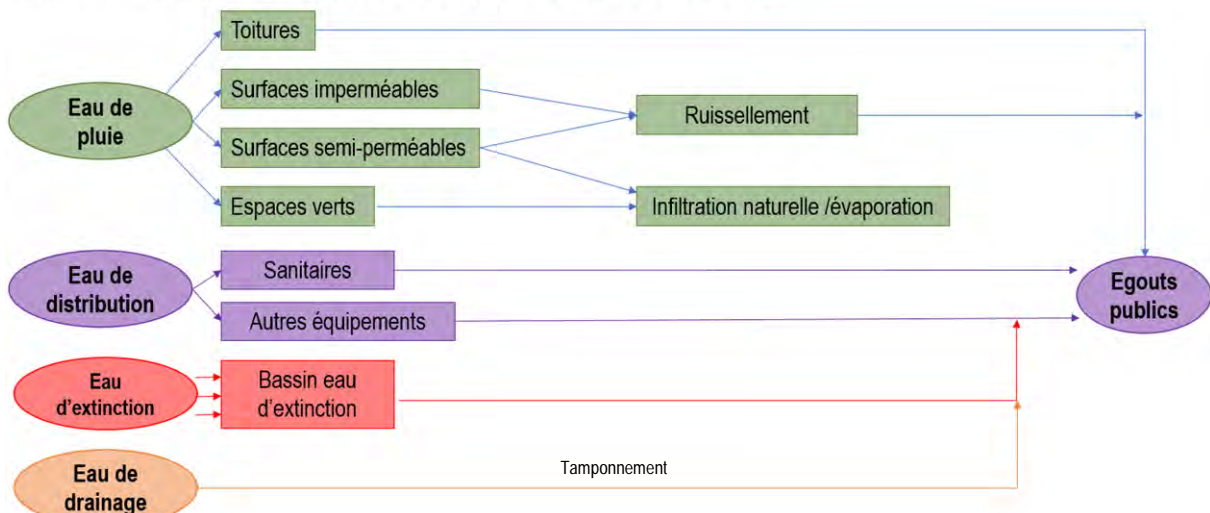 Toitures
Eau de
pluie
Surfaces imperméables
Surfaces semi-perméables
Espaces verts
Ruissellement
Infiltration naturelle /évaporation
Eau de
distribution
Sanitaires
Autres équipements
Egouts
publics
Eau
d'extinction
Bassin eau
d'extinction
Eau de
drainage
Tamponnement